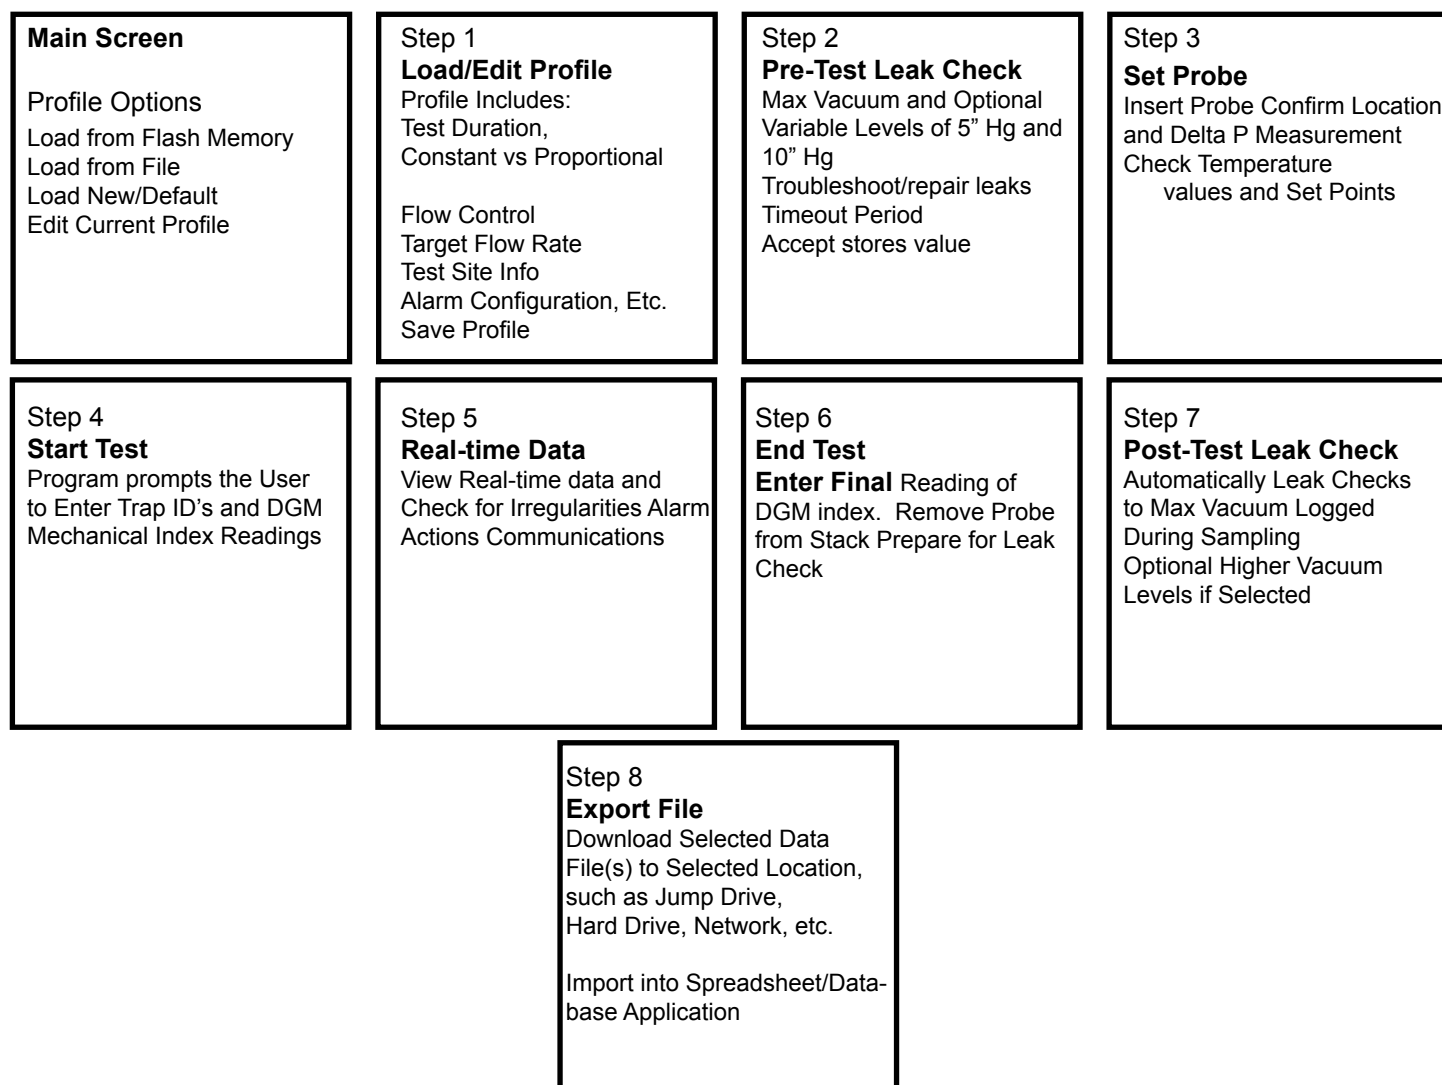 Main Screen
Profile Options
Load from Flash Memory
Load from File
Load New/Default
Edit Current Profile
Step 1
Load/Edit Profile
Profile Includes:
Test Duration,
Constant vs Proportional
Flow Control
Target Flow Rate
Test Site Info
Alarm Configuration, Etc.
Save Profile
Step 2
Pre-Test Leak Check
Max Vacuum and Optional
Variable Levels of 5” Hg and
10” Hg
Troubleshoot/repair leaks
Timeout Period
Accept stores value
Step 3
Set Probe
Insert Probe Confirm Location
and Delta P Measurement
Check Temperature
values and Set Points
Step 4
Start Test
Program prompts the User
to Enter Trap ID’s and DGM
Mechanical Index Readings
Step 5
Real-time Data
View Real-time data and
Check for Irregularities Alarm
Actions Communications
Step 6
End Test
Enter Final Reading of
DGM index.  Remove Probe
from Stack Prepare for Leak
Check
Step 7
Post-Test Leak Check
Automatically Leak Checks
to Max Vacuum Logged
During Sampling
Optional Higher Vacuum
Levels if Selected
Step 8
Export File
Download Selected Data
File(s) to Selected Location,
such as Jump Drive,
Hard Drive, Network, etc.
Import into Spreadsheet/Data-
base Application